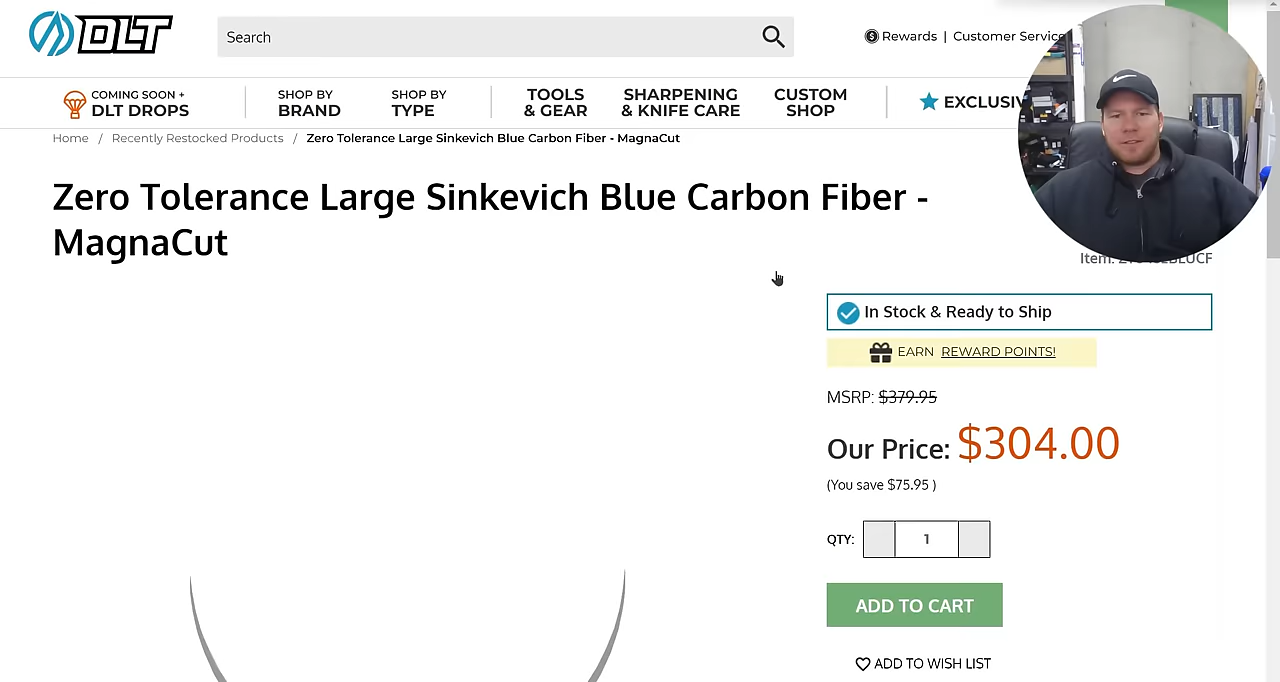 DLT
Search
Rewards | Customer Service
COMING SOON +
DLT DROPS
SHOP BY
BRAND
SHOP BY
TYPE
TOOLS
& GEAR
SHARPENING
& KNIFE CARE
CUSTOM
SHOP
Home / Recently Restocked Products / Zero Tolerance Large Sinkevich Blue Carbon Fiber - MagnaCut
Zero Tolerance Large Sinkevich Blue Carbon Fiber -
MagnaCut
Item:
In Stock & Ready to Ship
EARN REWARD POINTS!
MSRP: $379.95
Our Price: $304.00
(You save $75.95 )
QTY: 1
ADD TO CART
ADD TO WISH LIST